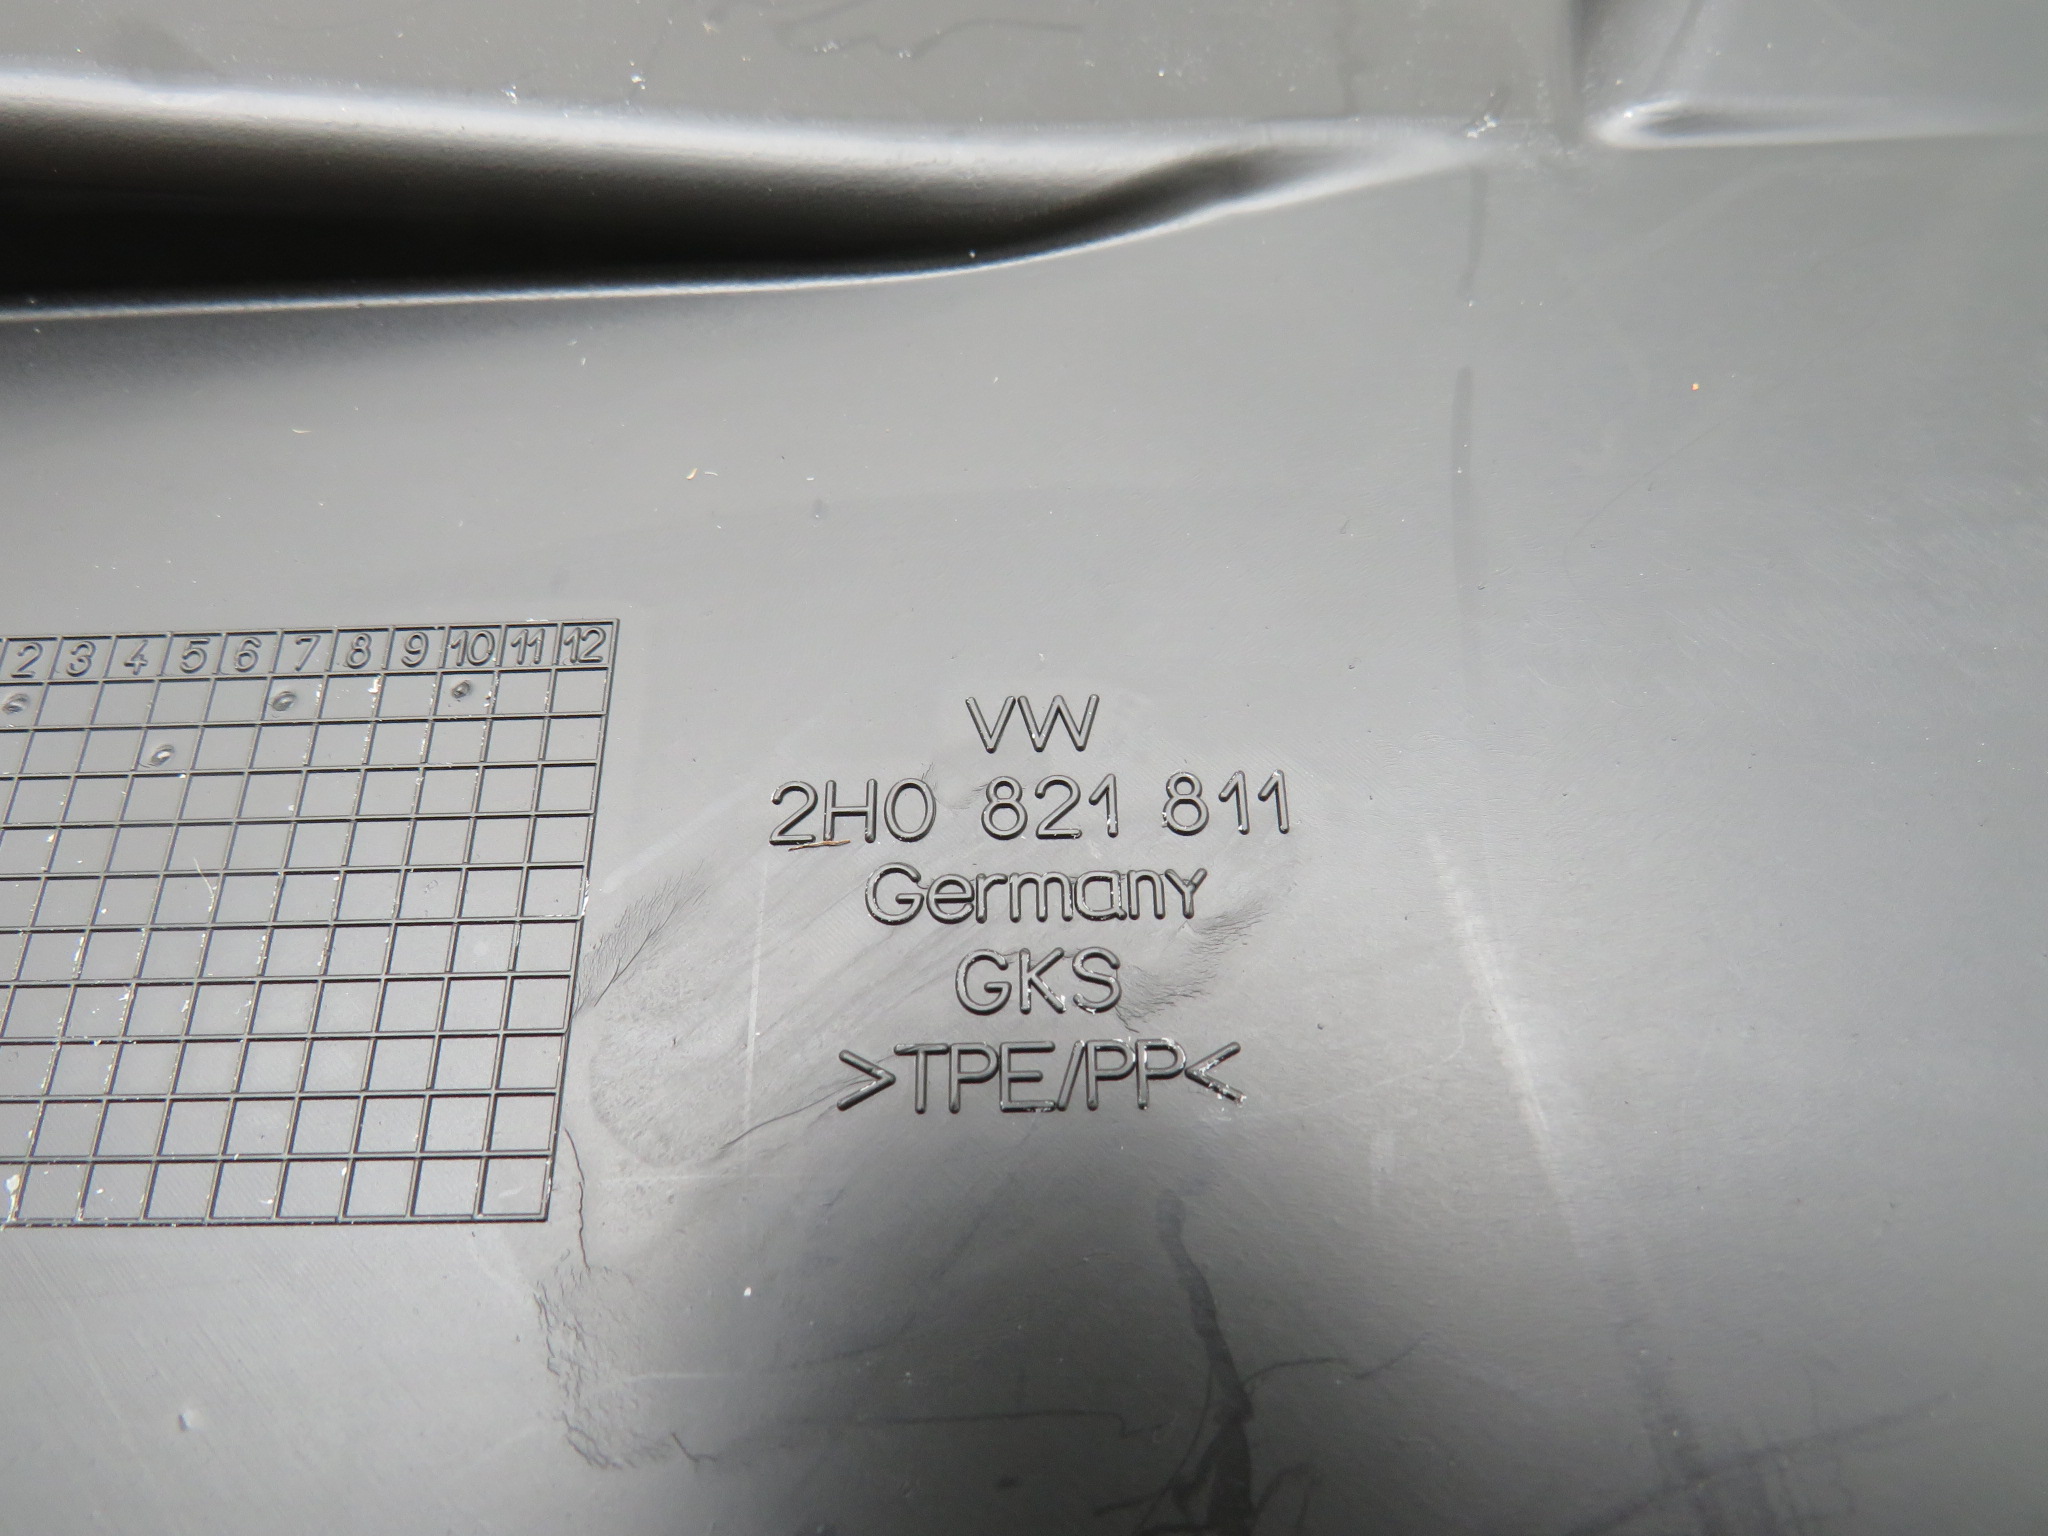 2 3 4 5 6 7 8 9 10 11 12
VW
2H0 821 811
Germany
GKS
>TPE/PP<